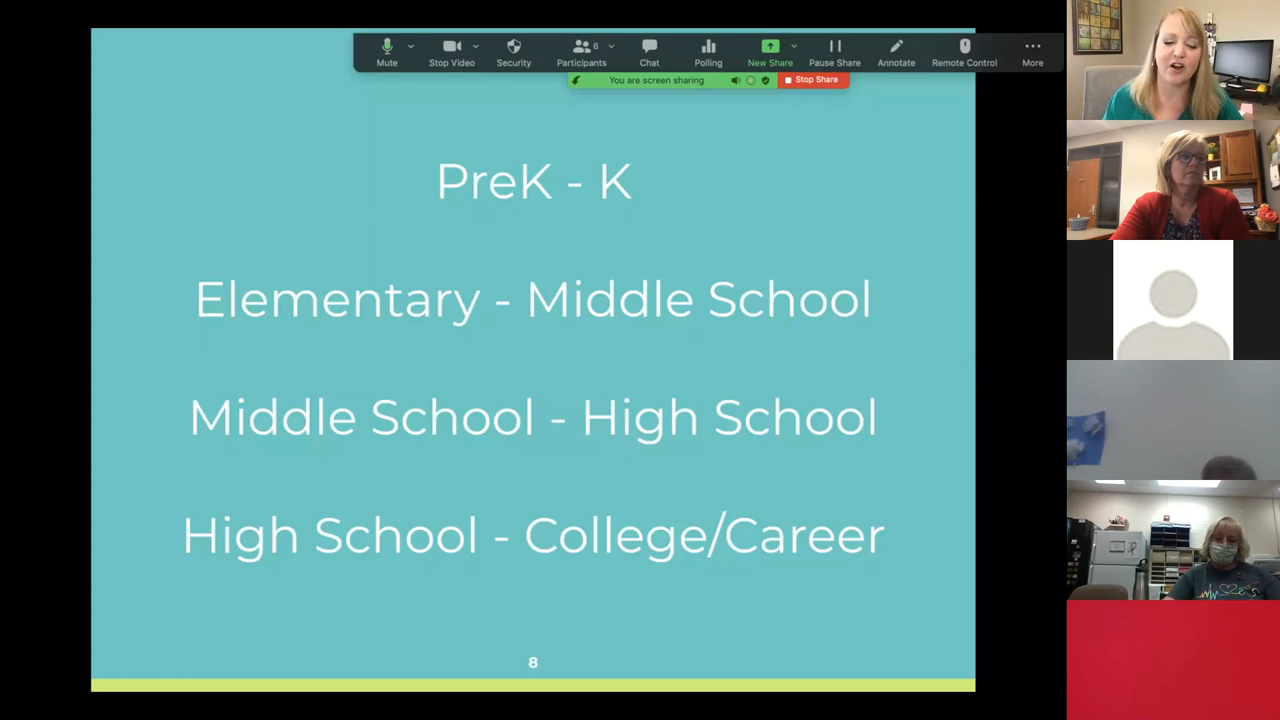 Mute
Stop Video
Security
6
Participants
Chat
Polling
New Share
Pause Share
Annotate
Remote Control
More
You are screen sharing
Stop Share
PreK - K
Elementary - Middle School
Middle School - High School
High School - College/Career
8